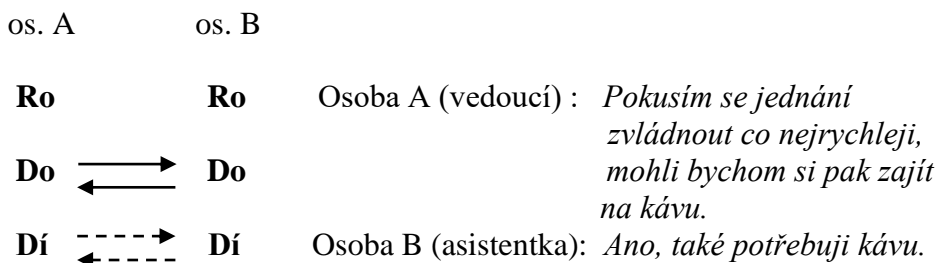 os. A os. B
Ro Ro Osoba A (vedoucí) : Pokusím se jednání
zvládnout co nejrychleji,
Do Do mohli bychom si pak zajít
na kávu.
Dí Dí Osoba B (asistentka): Ano, také potřebuji kávu.